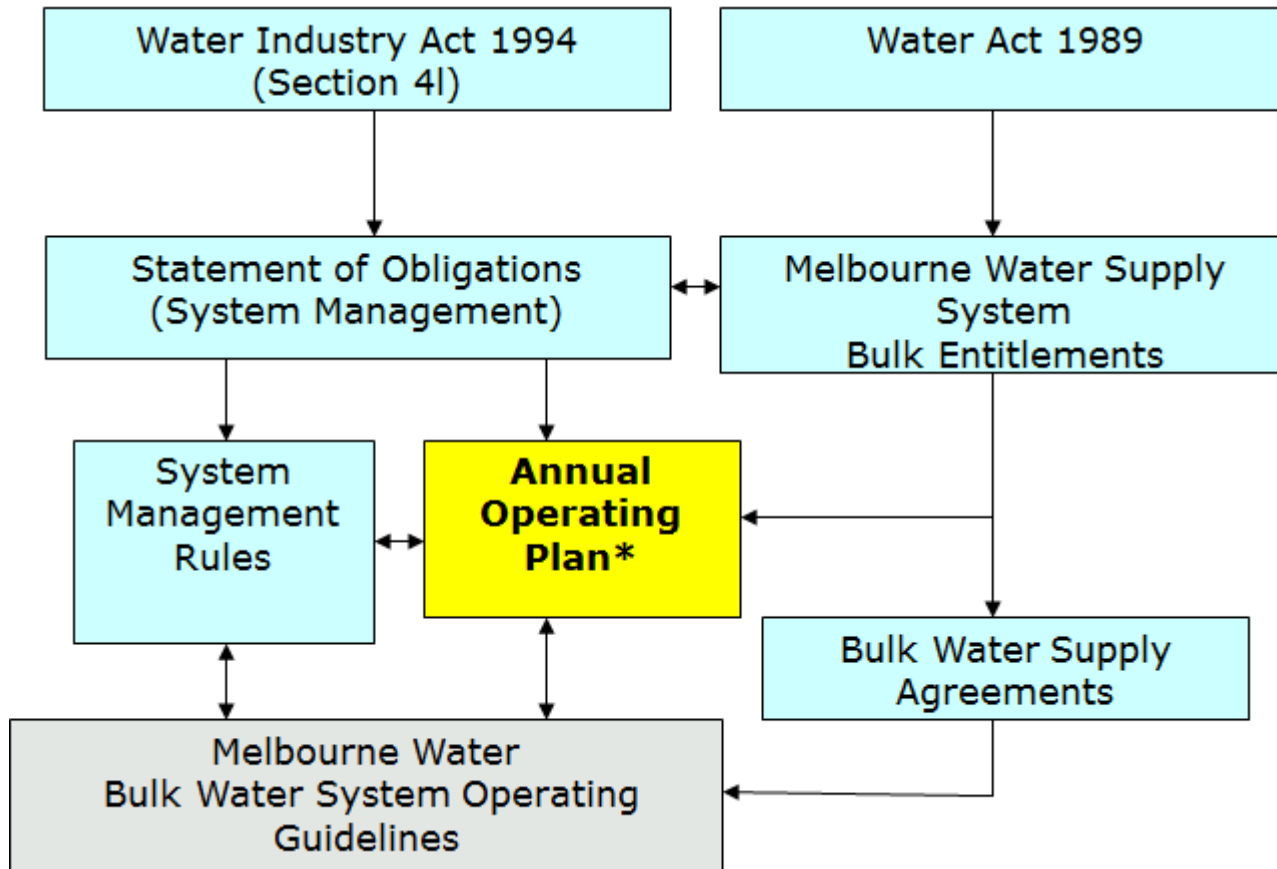 Water Industry Act 1994
(Section 4l)
Water Act 1989
Statement of Obligations
(System Management)
Melbourne Water Supply
System
Bulk Entitlements
System
Management
Rules
Annual
Operating
Plan*
Bulk Water Supply
Agreements
Melbourne Water
Bulk Water System Operating
Guidelines